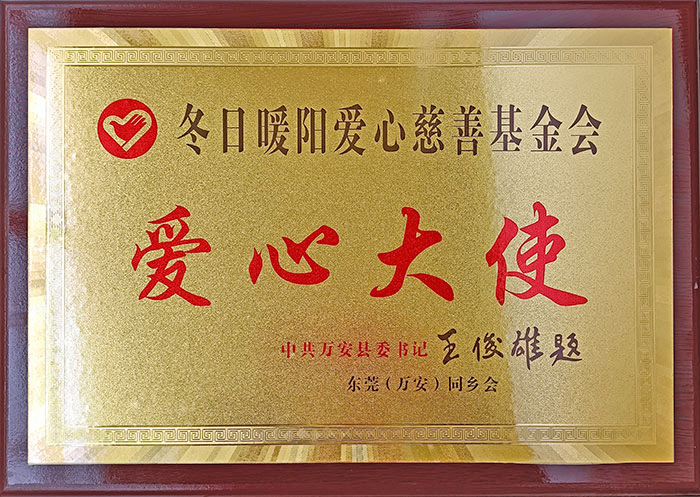 冬日暖阳爱心慈善基金会
爱心大使
中共万安县委书记 王俊雄题
东莞(万安)同乡会